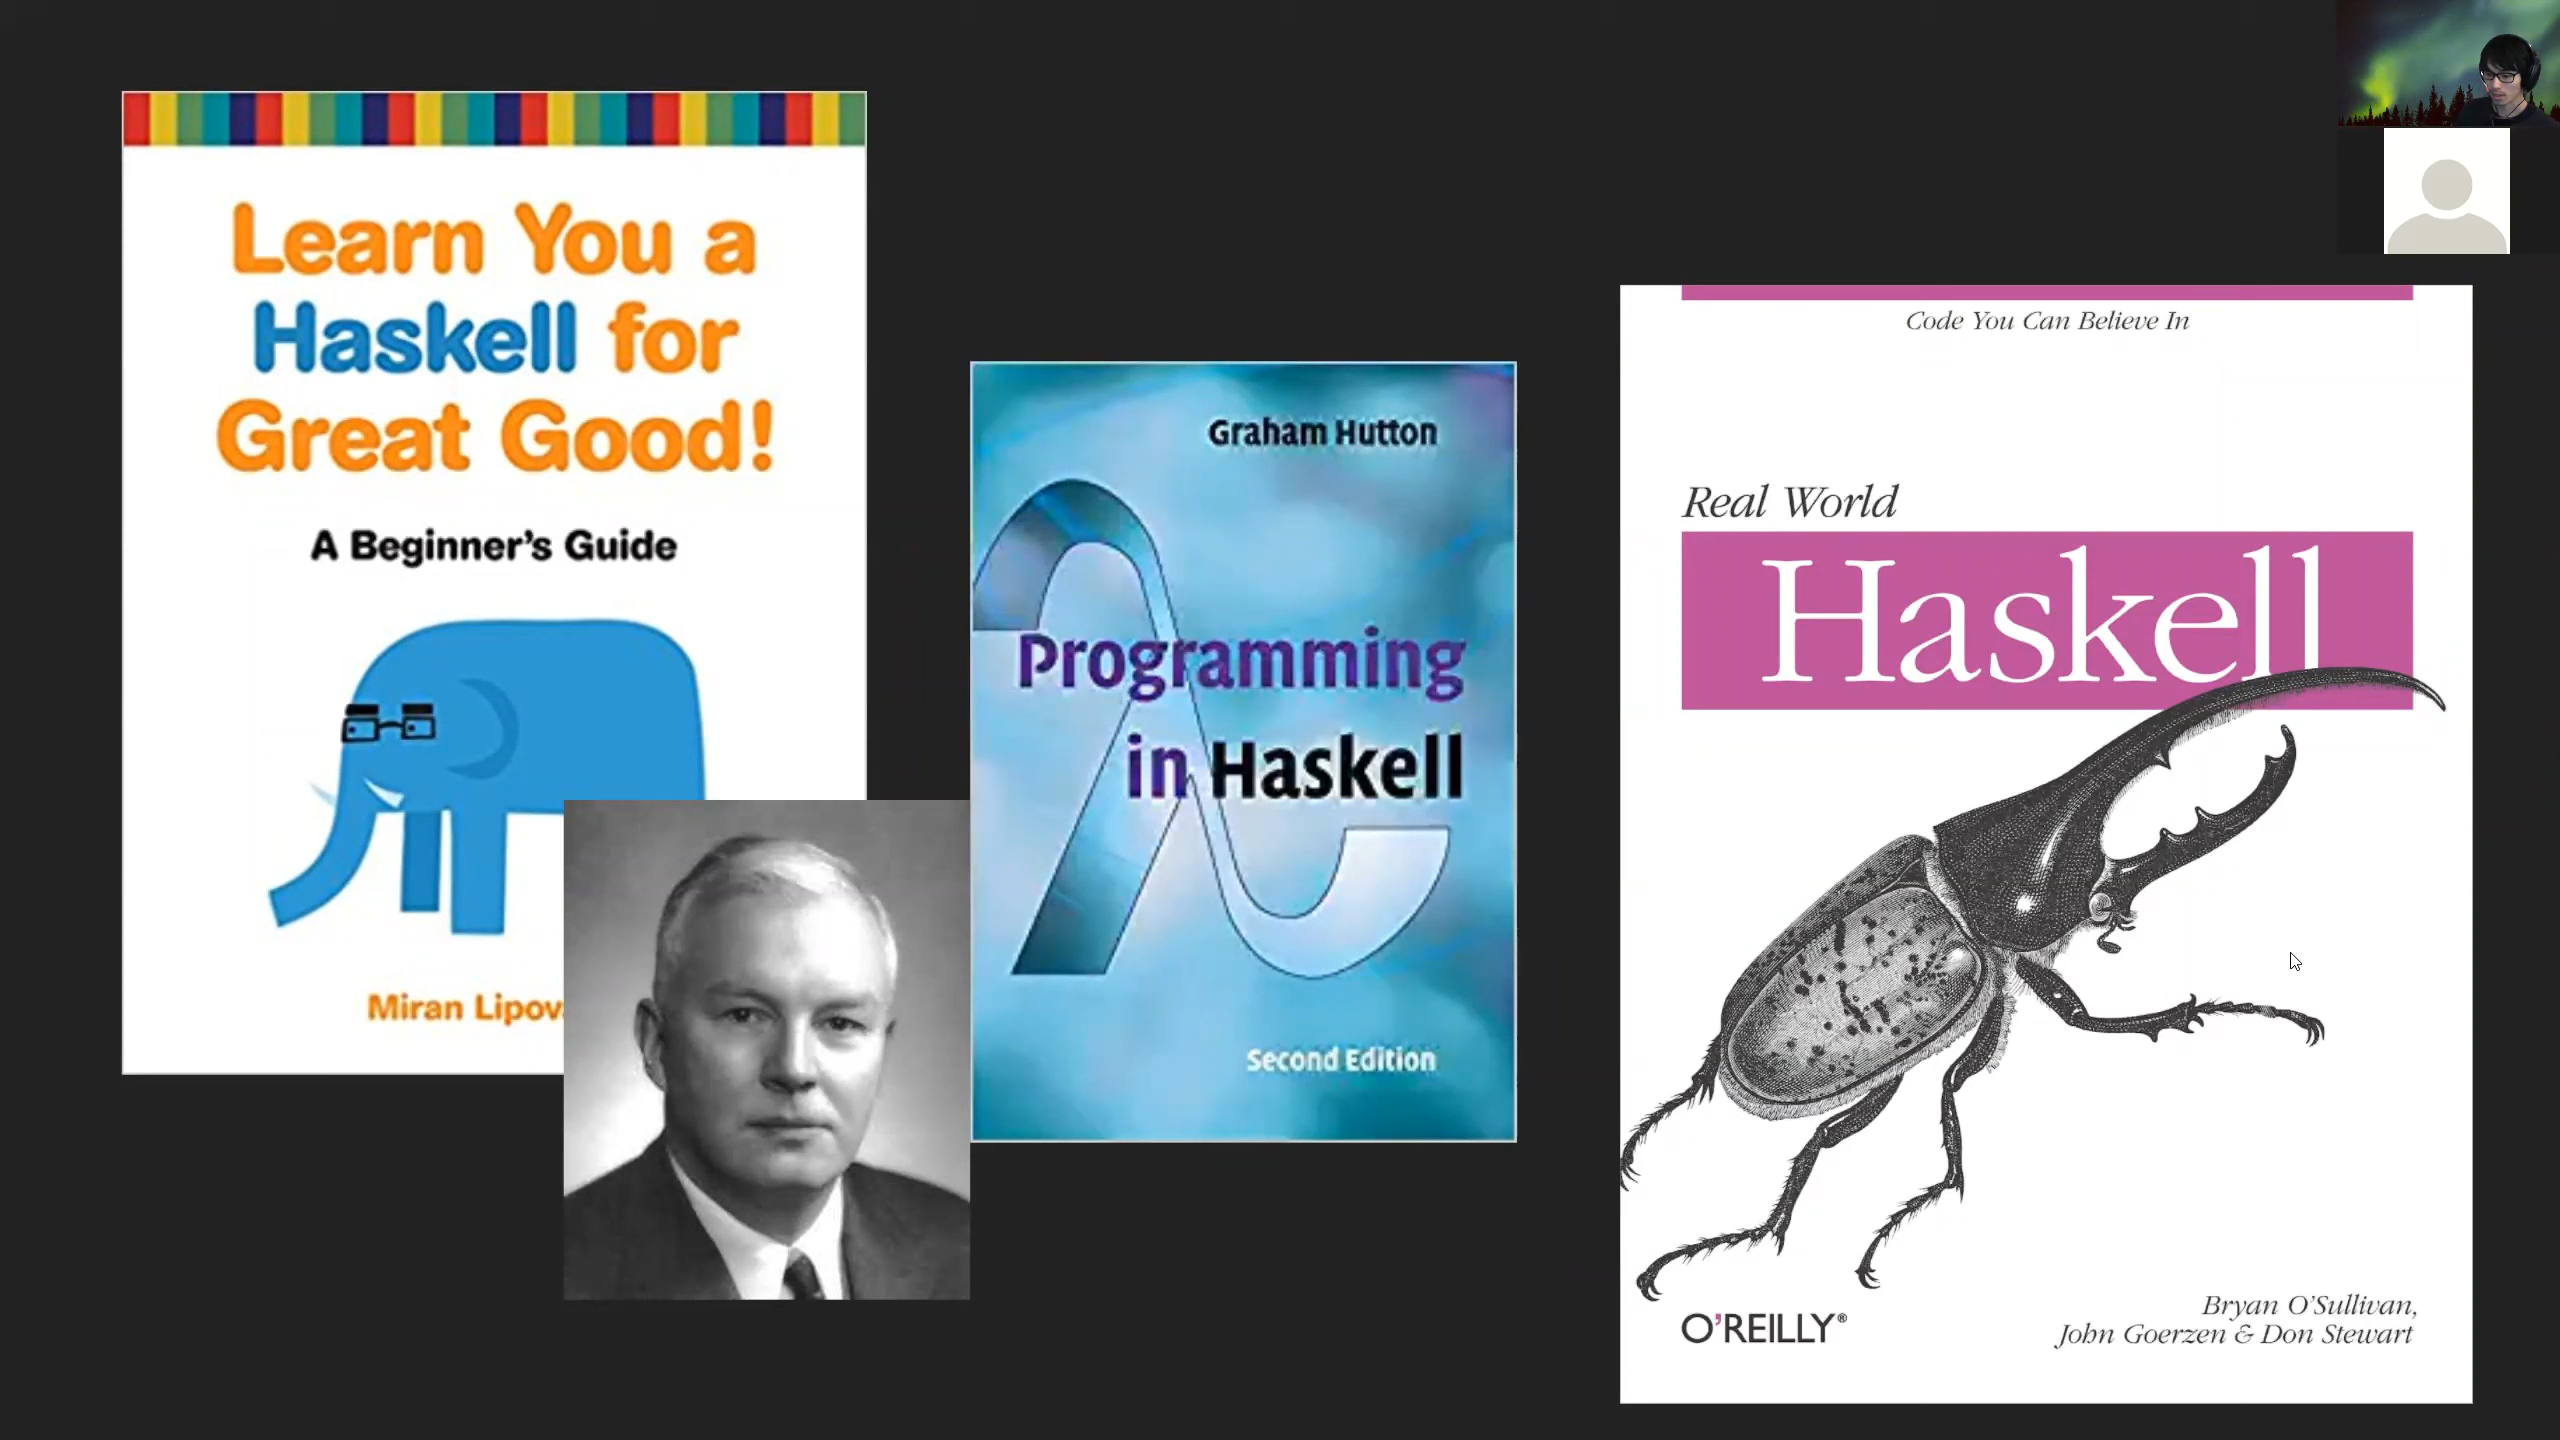 Learn You a
Haskell for
Great Good!
A Beginner's Guide
Miran Lipov
Graham Hutton
Programming
in Haskell
Second Edition
Code You Can Believe In
Real World
Haskell
O'REILLY®
Bryan O'Sullivan,
John Goerzen & Don Stewart